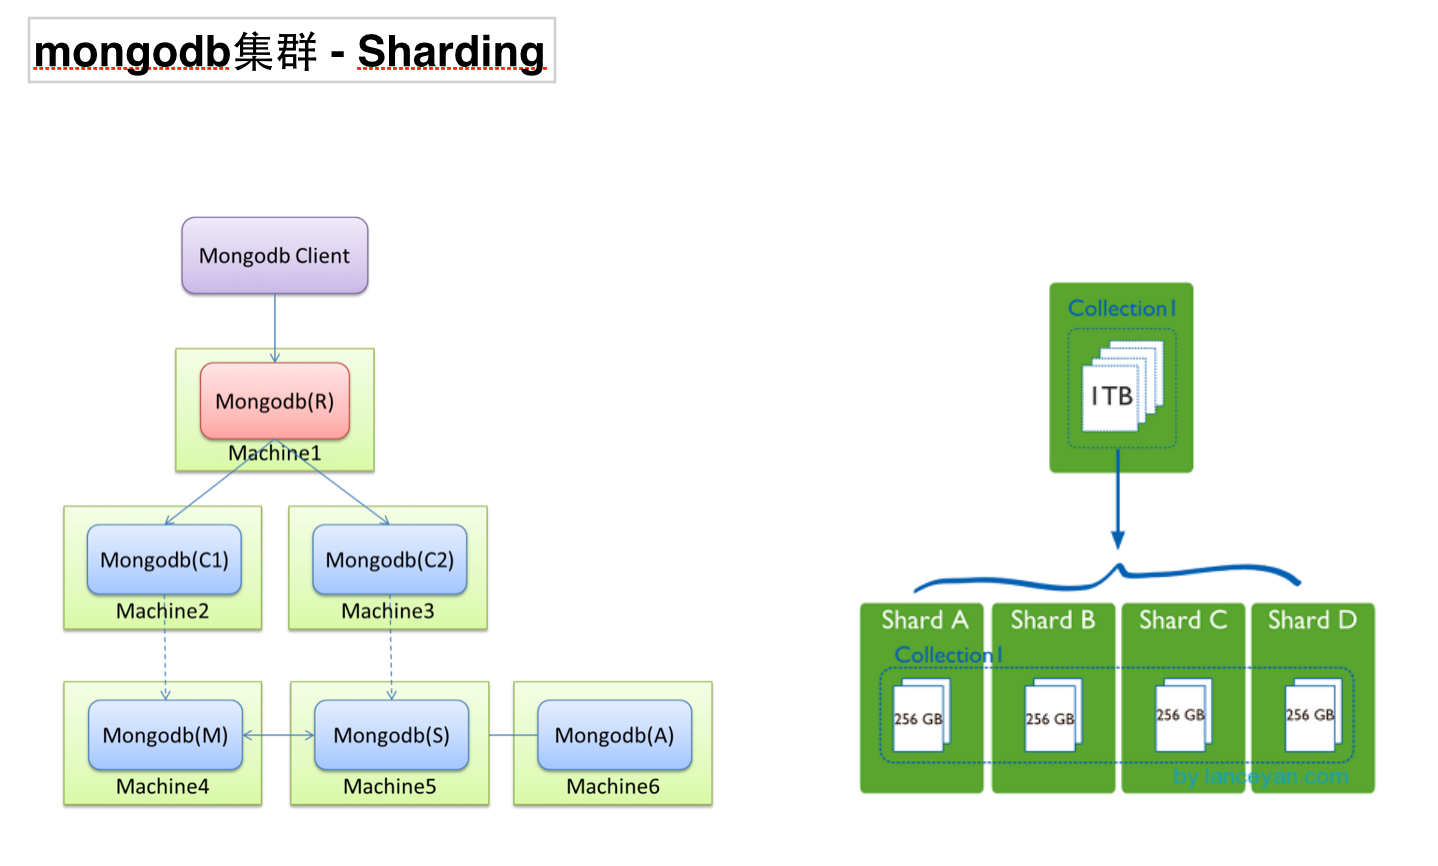 mongodb集群 - Sharding
Mongodb Client
Mongodb(R)
Machine1
Mongodb(C1)
Machine2
Mongodb(C2)
Machine3
Mongodb(M)
Machine4
Mongodb(S)
Machine5
Mongodb(A)
Machine6
Collection1
1TB
Shard A
Shard B
Shard C
Shard D
Collection1
256 GB
256 GB
256 GB
256 GB
by lanceyan.com